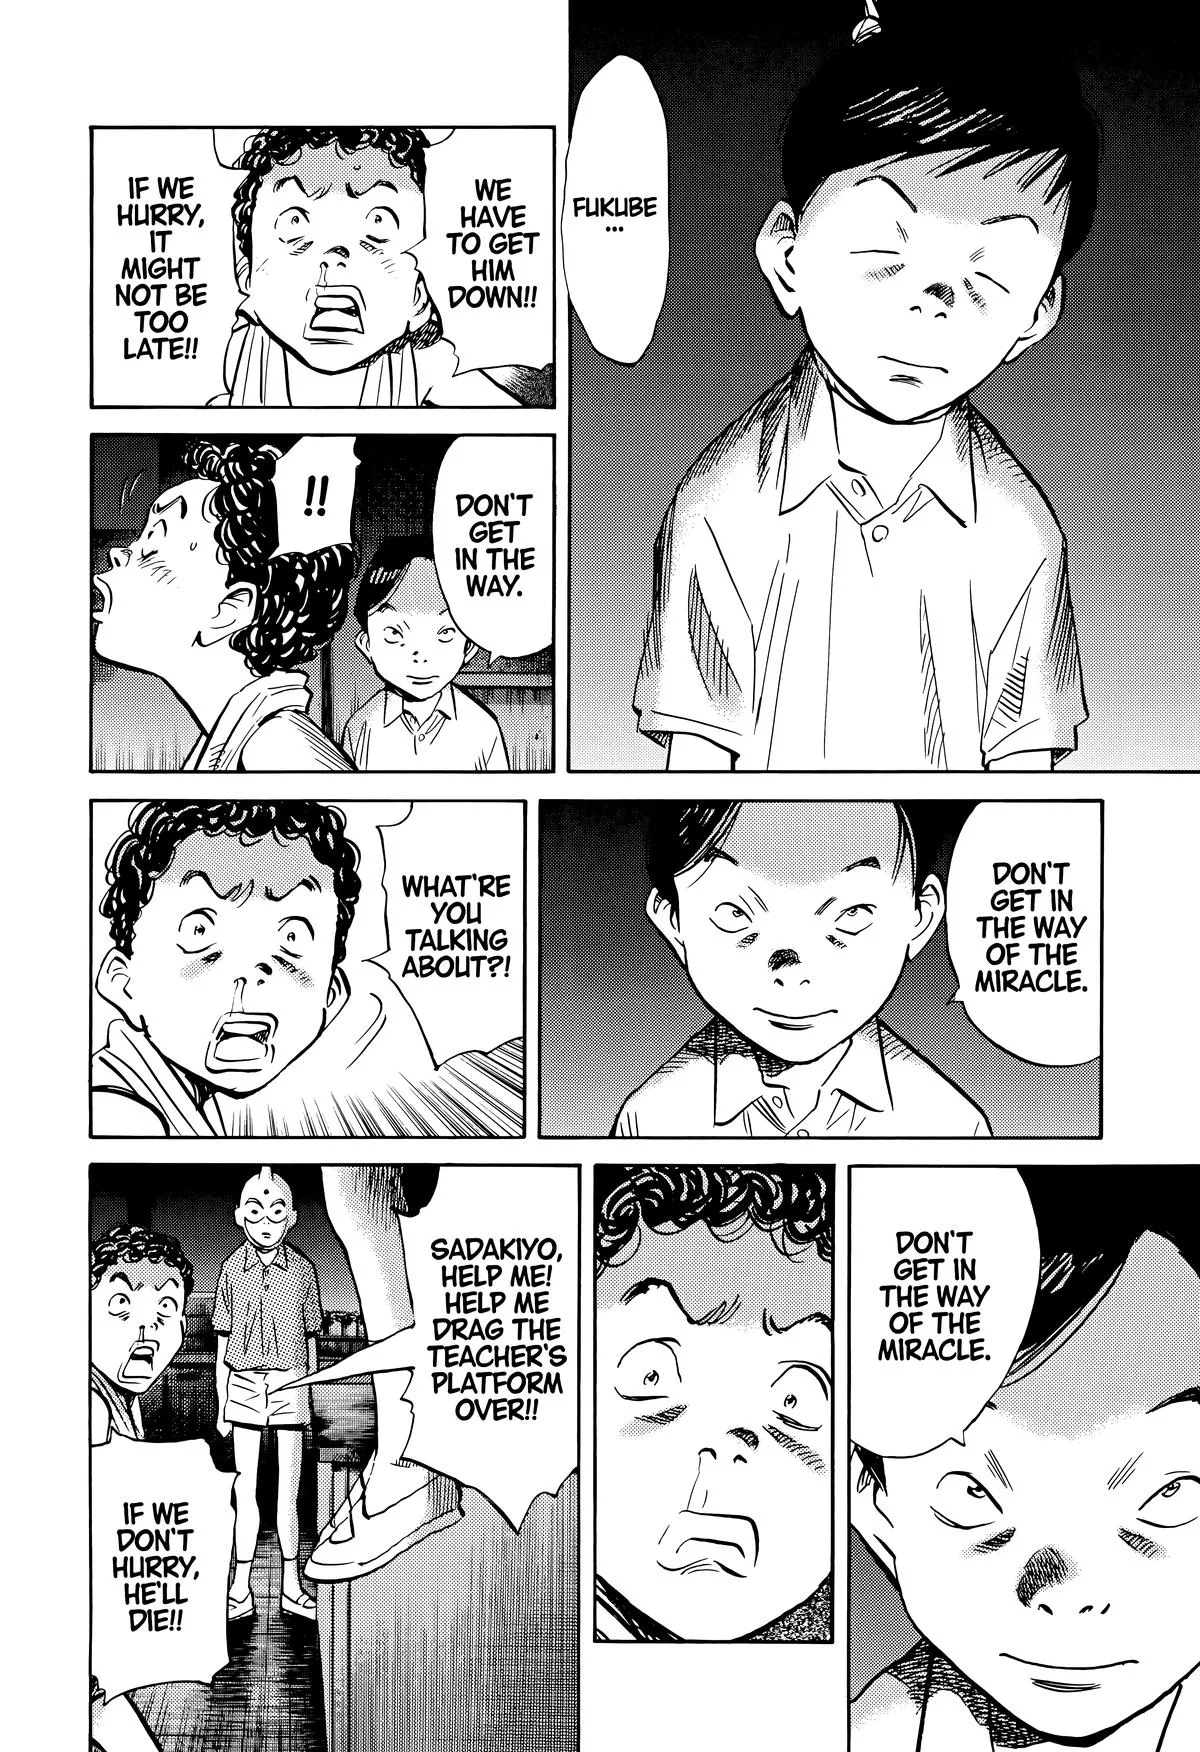 FUKUBE
...
WE
HAVE
TO GET
HIM
DOWN!!
IF WE
HURRY,
IT
MIGHT
NOT BE
TOO
LATE!!
DON'T
GET
IN THE
WAY.
!!
DON'T
GET IN
THE WAY
OF THE
MIRACLE.
WHAT'RE
YOU
TALKING
ABOUT?!
DON'T
GET IN
THE WAY
OF THE
MIRACLE.
SADAKIYO,
HELP ME!
HELP ME
DRAG THE
TEACHER'S
PLATFORM
OVER!!
IF WE
DON'T
HURRY,
HE'LL
DIE!!